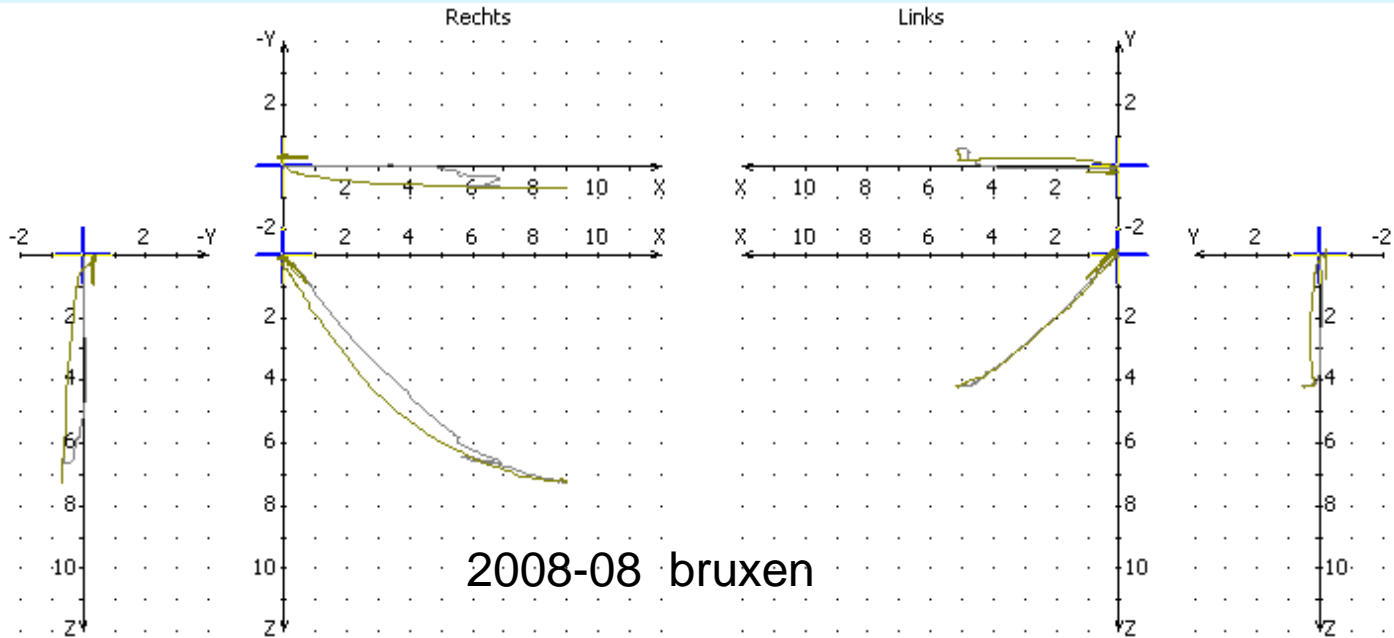 Rechts Links
-Y Y
2 2
2 4 6 8 10 X X 10 8 6 4 2
-2 2 -Y -2 2 4 6 8 10 X X 10 8 6 4 2 -2 Y 2 -2
2 2 2 2
4 4 4 4
6 6 6 6
8 8 8 8
10 10 10 10
2008-08 bruxen
Z Z Z Z